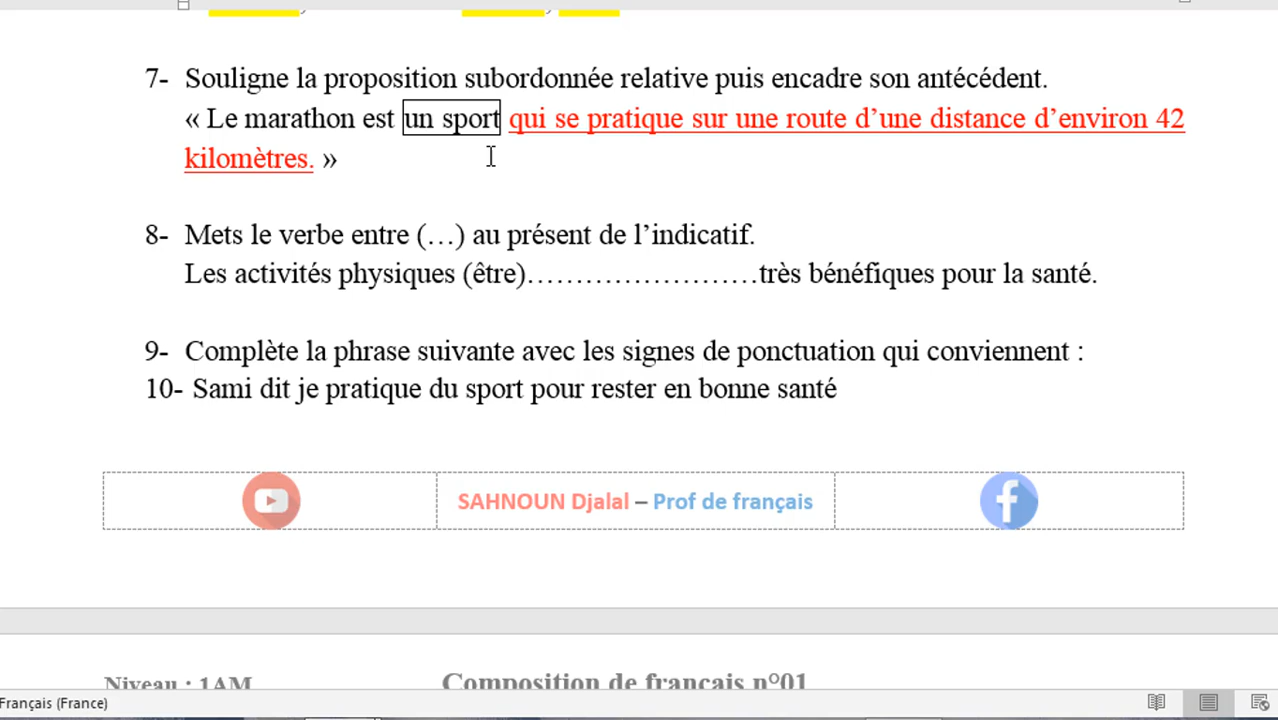 7- Souligne la proposition subordonnée relative puis encadre son antécédent.
« Le marathon est un sport qui se pratique sur une route d’une distance d’environ 42
kilomètres. »
8- Mets le verbe entre (…) au présent de l’indicatif.
Les activités physiques (être)……………………très bénéfiques pour la santé.
9- Complète la phrase suivante avec les signes de ponctuation qui conviennent :
10- Sami dit je pratique du sport pour rester en bonne santé
SAHNOUN Djalal – Prof de français
Niveau : 1AM Composition de français n°01
Français (France)